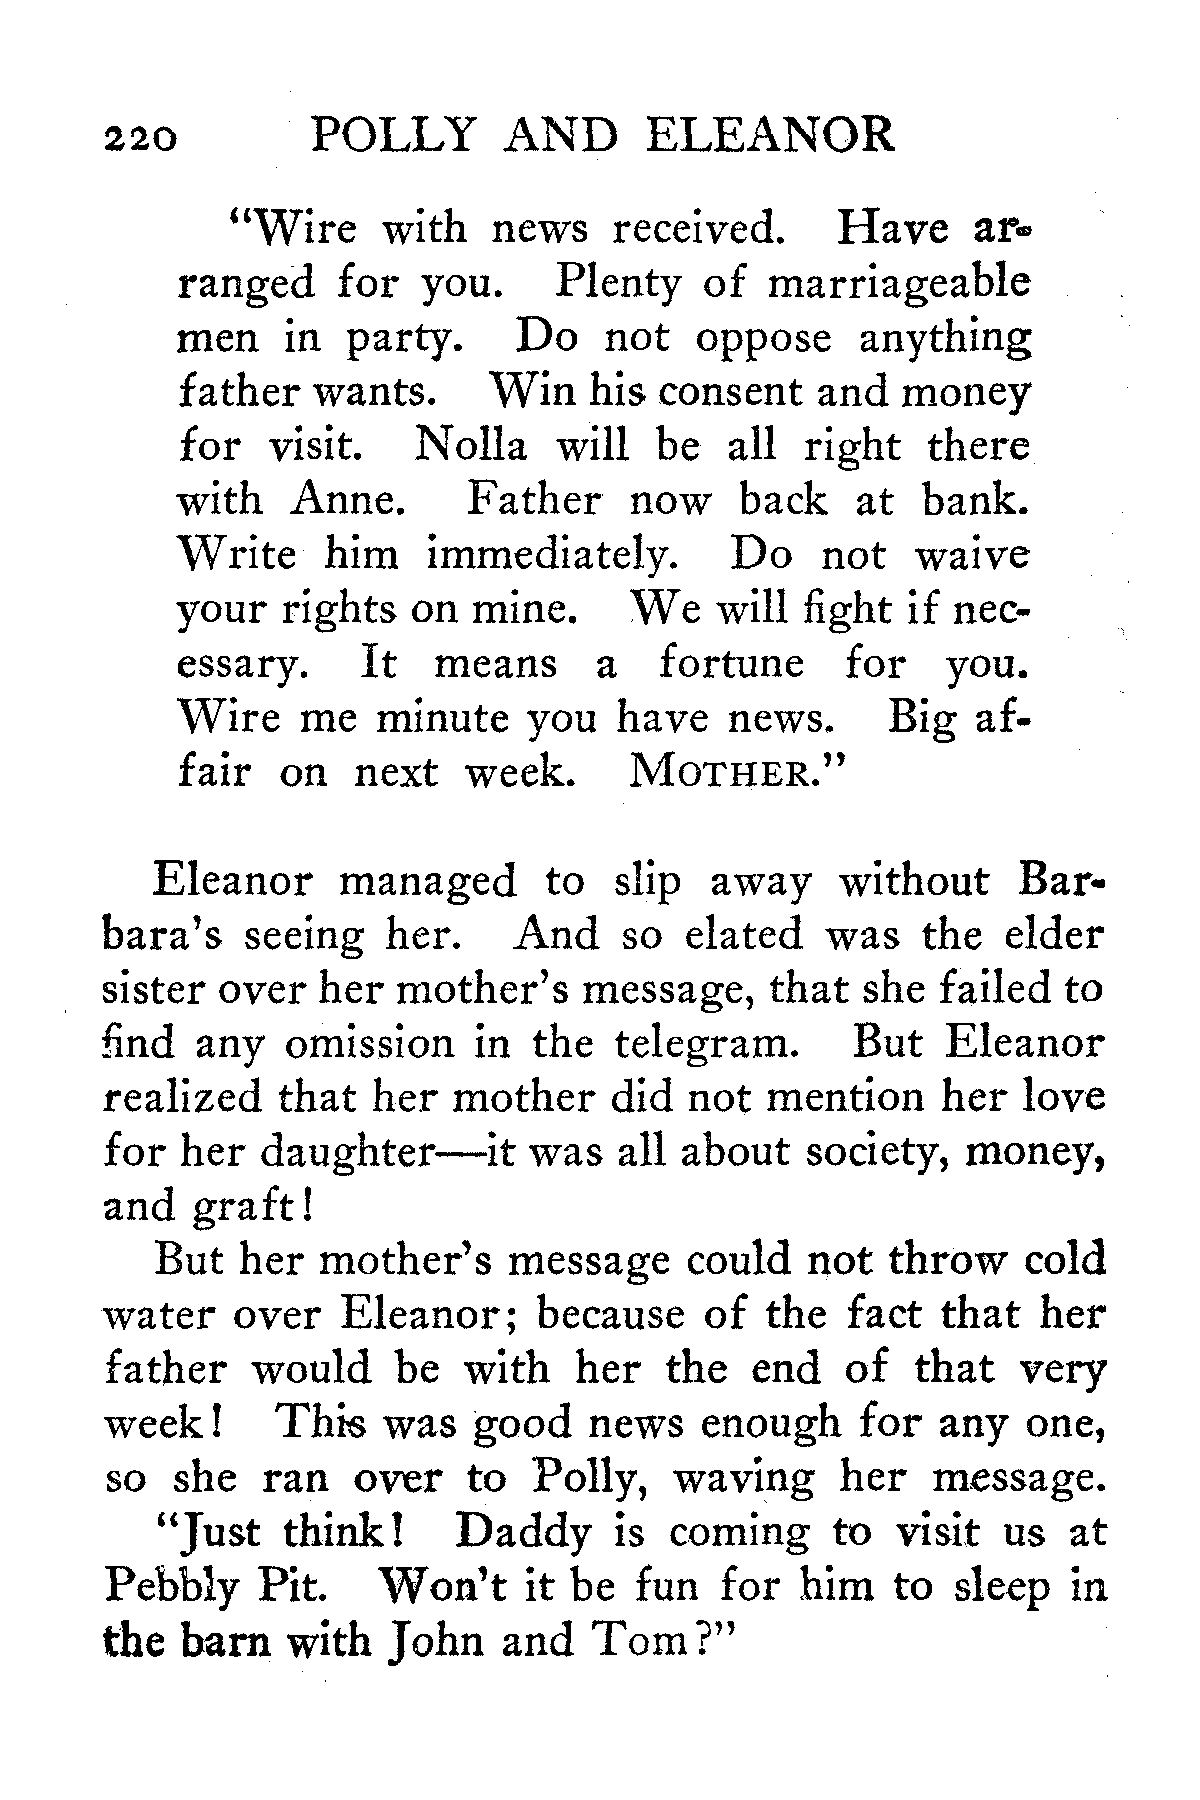 220 POLLY AND ELEANOR
“Wire with news received. Have ar-
ranged for you. Plenty of marriageable
men in party. Do not oppose anything
father wants. Win his consent and money
for visit. Nolla will be all right there
with Anne. Father now back at bank.
Write him immediately. Do not waive
your rights on mine. We will fight if nec-
essary. It means a fortune for you.
Wire me minute you have news. Big af-
fair on next week. MOTHER.”
Eleanor managed to slip away without Bar-
bara’s seeing her. And so elated was the elder
sister over her mother’s message, that she failed to
find any omission in the telegram. But Eleanor
realized that her mother did not mention her love
for her daughter—it was all about society, money,
and graft!
But her mother’s message could not throw cold
water over Eleanor; because of the fact that her
father would be with her the end of that very
week! This was good news enough for any one,
so she ran over to Polly, waving her message.
“Just think! Daddy is coming to visit us at
Pebbly Pit. Won’t it be fun for him to sleep in
the barn with John and Tom?”